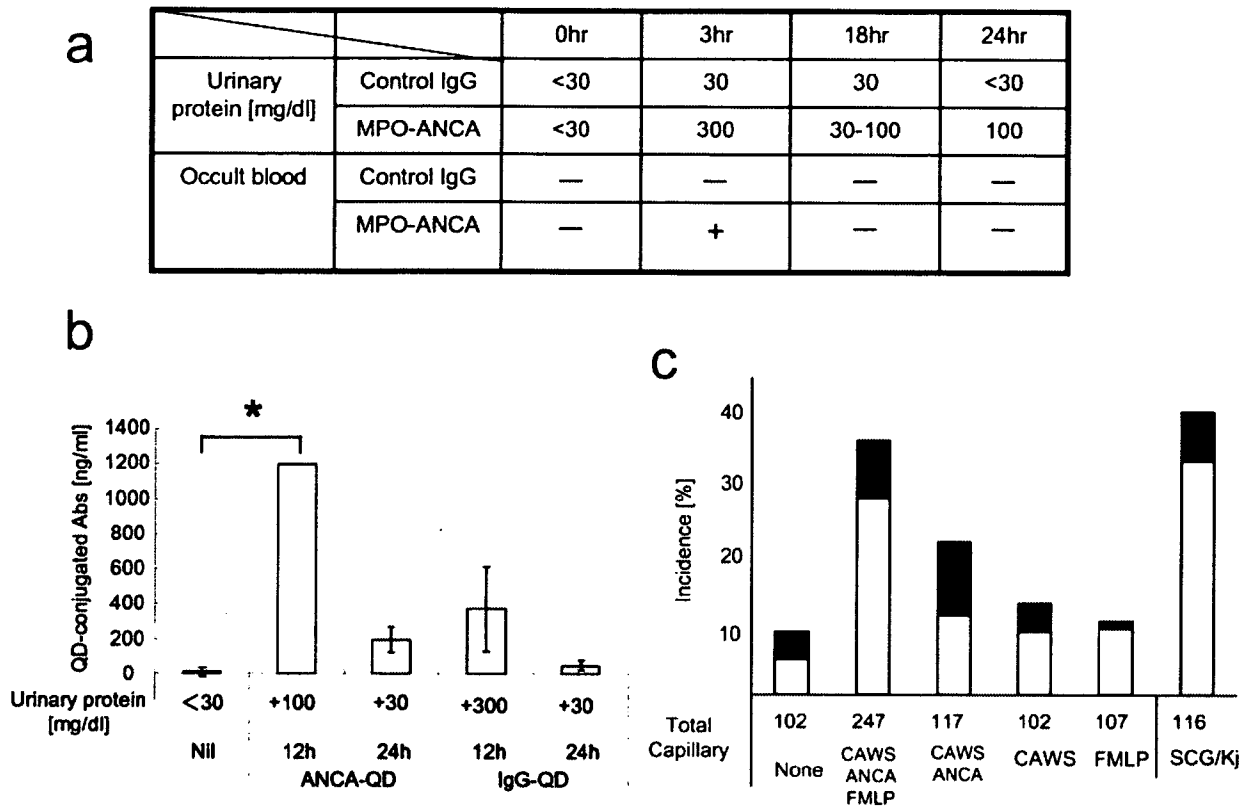 a
0hr 3hr 18hr 24hr
Urinary protein [mg/dl] Control IgG <30 30 30 <30
MPO-ANCA <30 300 30-100 100
Occult blood Control IgG — — — —
MPO-ANCA — + — —
b
*
QD-conjugated Abs [ng/ml]
1400
1200
1000
800
600
400
200
0
Urinary protein [mg/dl] <30 +100 +30 +300 +30
Nil 12h 24h 12h 24h
ANCA-QD IgG-QD
c
Incidence [%]
40
30
20
10
Total Capillary 102 247 117 102 107 116
None CAWS ANCA FMLP CAWS ANCA CAWS FMLP SCG/Kj